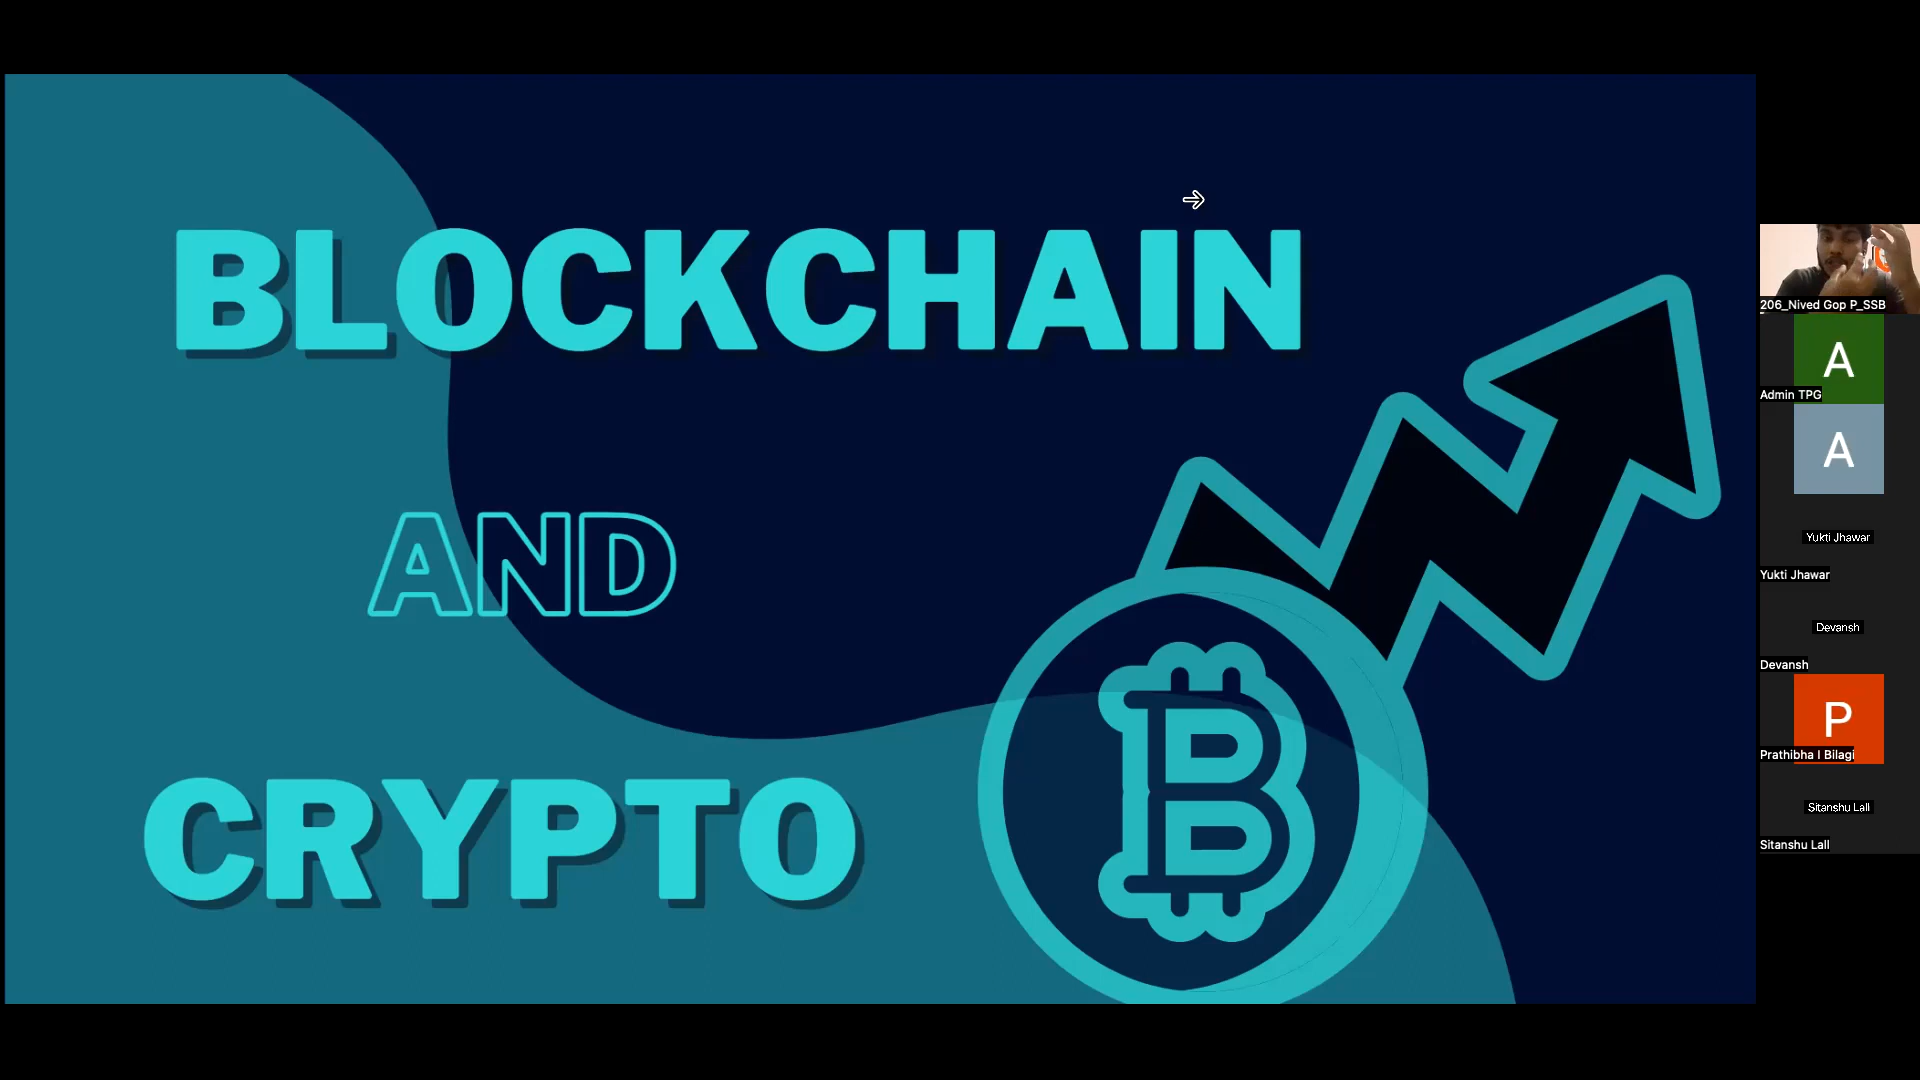 BLOCKCHAIN
AND
CRYPTO
206_Nived Gop P_SSB
A
Admin TPG
A
Yukti Jhawar
Yukti Jhawar
Devansh
Devansh
P
Prathibha I Bilagi
Sitanshu Lall
Sitanshu Lall